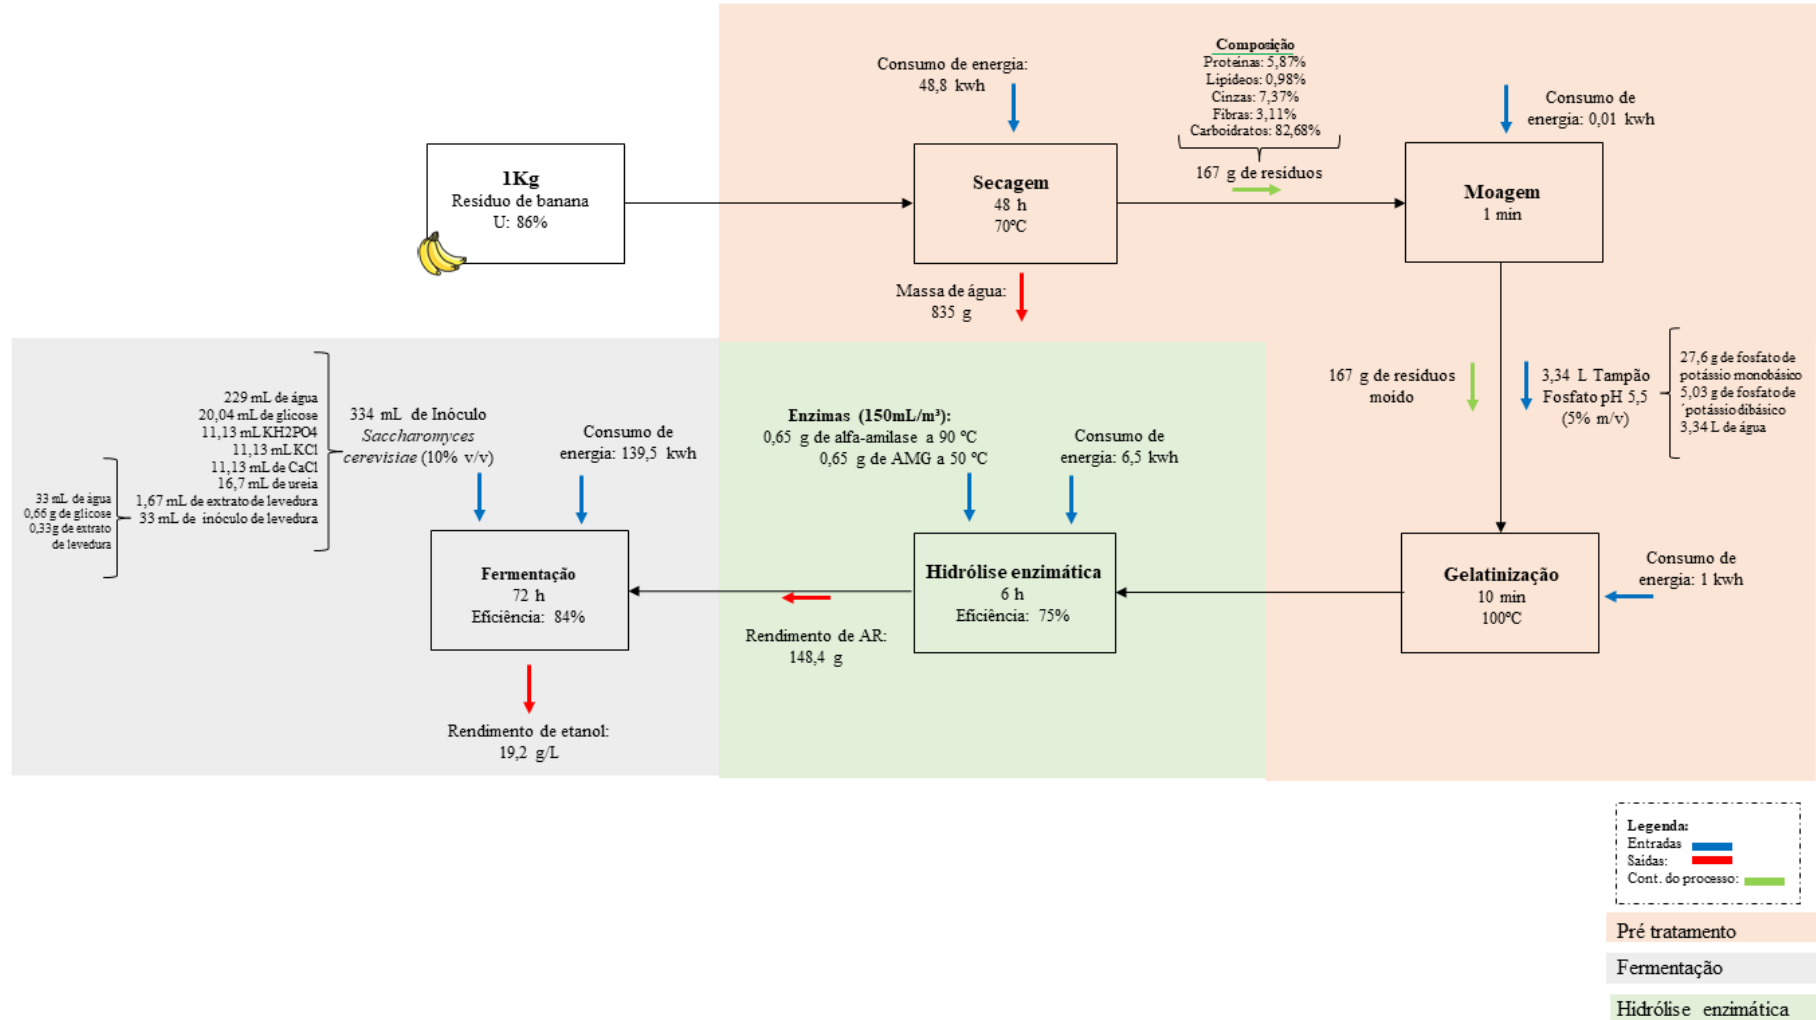 1Kg
Resíduo de banana
U: 86%
Consumo de energia:
48,8 kwh
Secagem
48 h
70ºC
Massa de água:
835 g
Composição
Proteínas: 5,87%
Lipídeos: 0,98%
Cinzas: 7,37%
Fibras: 3,11%
Carboidratos: 82,68%
167 g de resíduos
Consumo de
energia: 0,01 kwh
Moagem
1 min
167 g de resíduos
moido
3,34 L Tampão
Fosfato pH 5,5
(5% m/v)
27,6 g de fosfato de
potássio monobásico
5,03 g de fosfato de
´potássio dibásico
3,34 L de água
Gelatinização
10 min
100ºC
Consumo de
energia: 1 kwh
Enzimas (150mL/m³):
0,65 g de alfa-amilase a 90 ºC
0,65 g de AMG a 50 ºC
Consumo de
energia: 6,5 kwh
Hidrólise enzimática
6 h
Eficiência: 75%
Rendimento de AR:
148,4 g
229 mL de água
20,04 mL de glicose
11,13 mL KH2PO4
11,13 mL KCl
11,13 mL de CaCl
16,7 mL de ureia
1,67 mL de extrato de levedura
33 mL de inóculo de levedura
33 mL de água
0,66 g de glicose
0,33g de extrato
de levedura
334 mL de Inóculo
Saccharomyces
cerevisiae (10% v/v)
Consumo de
energia: 139,5 kwh
Fermentação
72 h
Eficiência: 84%
Rendimento de etanol:
19,2 g/L
Legenda:
Entradas
Saídas:
Cont. do processo:
Pré tratamento
Fermentação
Hidrólise enzimática